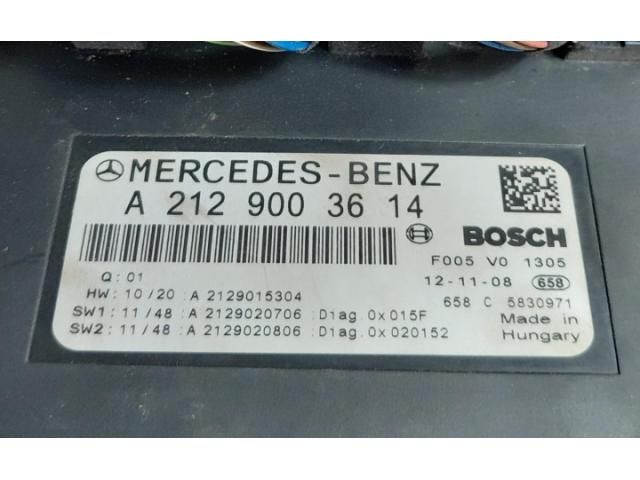 MERCEDES-BENZ
A 212 900 36 14
BOSCH
F005 V0 1305
Q: 01
12-11-08 658
HW: 10/20 : A 2129015304
658 C 5830971
SW1: 11/48 : A 2129020706 :Diag.0x015F
Made in
SW2: 11/48 : A 2129020806 :Diag.0x020152
Hungary